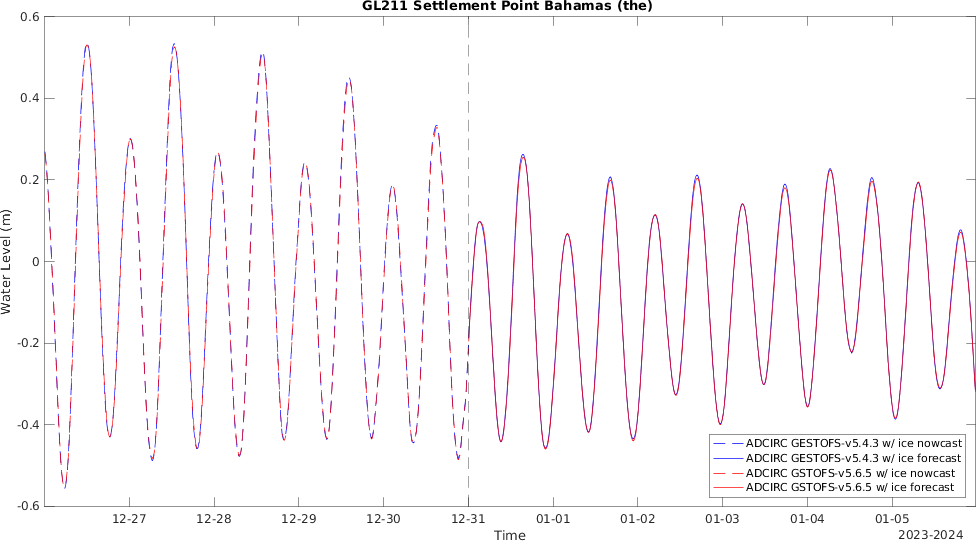 GL211 Settlement Point Bahamas (the)
0.6
0.4
0.2
0
-0.2
-0.4
-0.6
Water Level (m)
12-27 12-28 12-29 12-30 12-31 01-01 01-02 01-03 01-04 01-05
Time
2023-2024
ADCIRC GESTOFS-v5.4.3 w/ ice nowcast
ADCIRC GESTOFS-v5.4.3 w/ ice forecast
ADCIRC GSTOFS-v5.6.5 w/ ice nowcast
ADCIRC GSTOFS-v5.6.5 w/ ice forecast